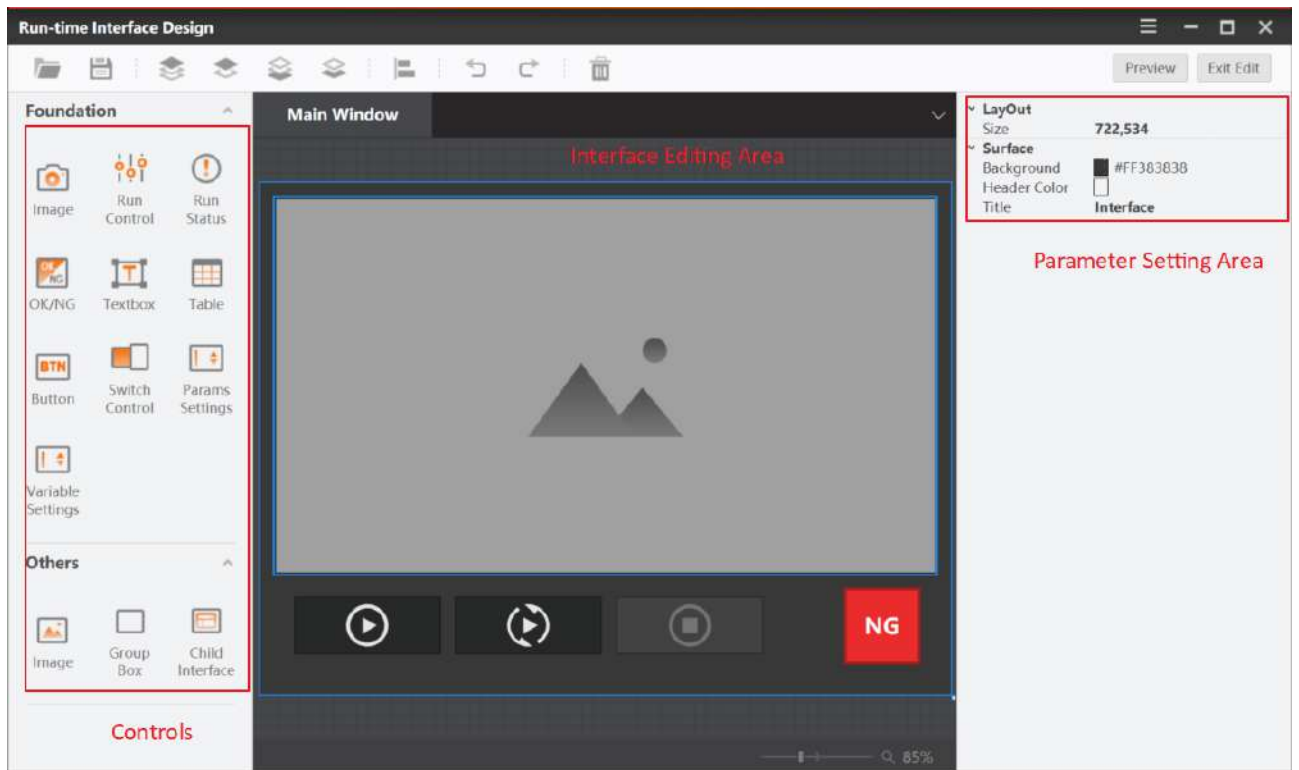 Run-time Interface Design
Preview
Exit Edit
Foundation
Image
Run
Control
Run
Status
OK/NG
OK/NG
Textbox
Table
BTN
Button
Switch
Control
Params
Settings
Variable
Settings
Others
Image
Group
Box
Child
Interface
Controls
Main Window
Interface Editing Area
NG
85%
LayOut
Size 722,534
Surface
Background #FF383838
Header Color
Title Interface
Parameter Setting Area